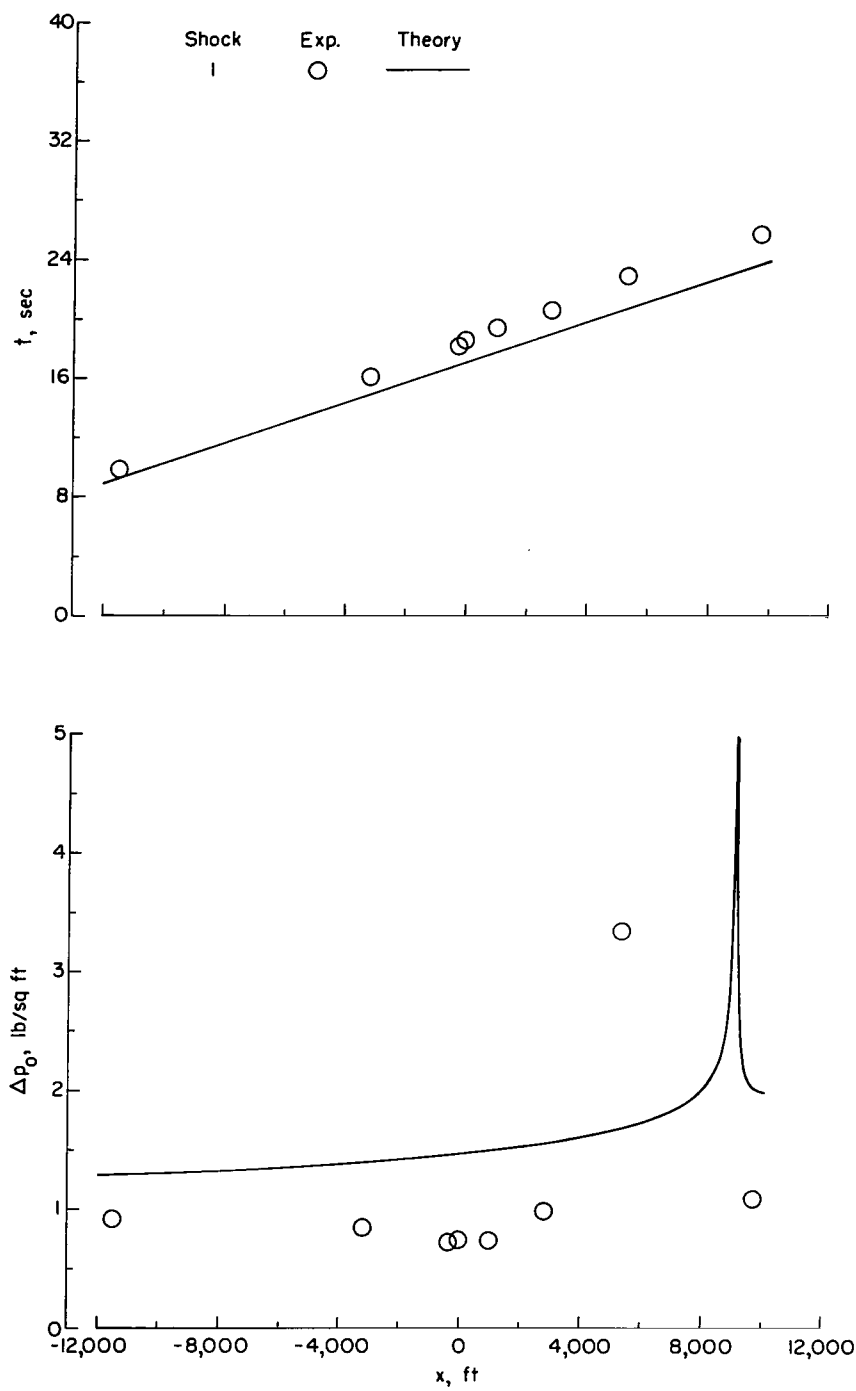 Shock Exp. Theory
I
40
32
24
16
8
0
t, sec
5
4
3
2
1
0
Δp₀, lb/sq ft
-12,000 -8,000 -4,000 0 4,000 8,000 12,000
x, ft